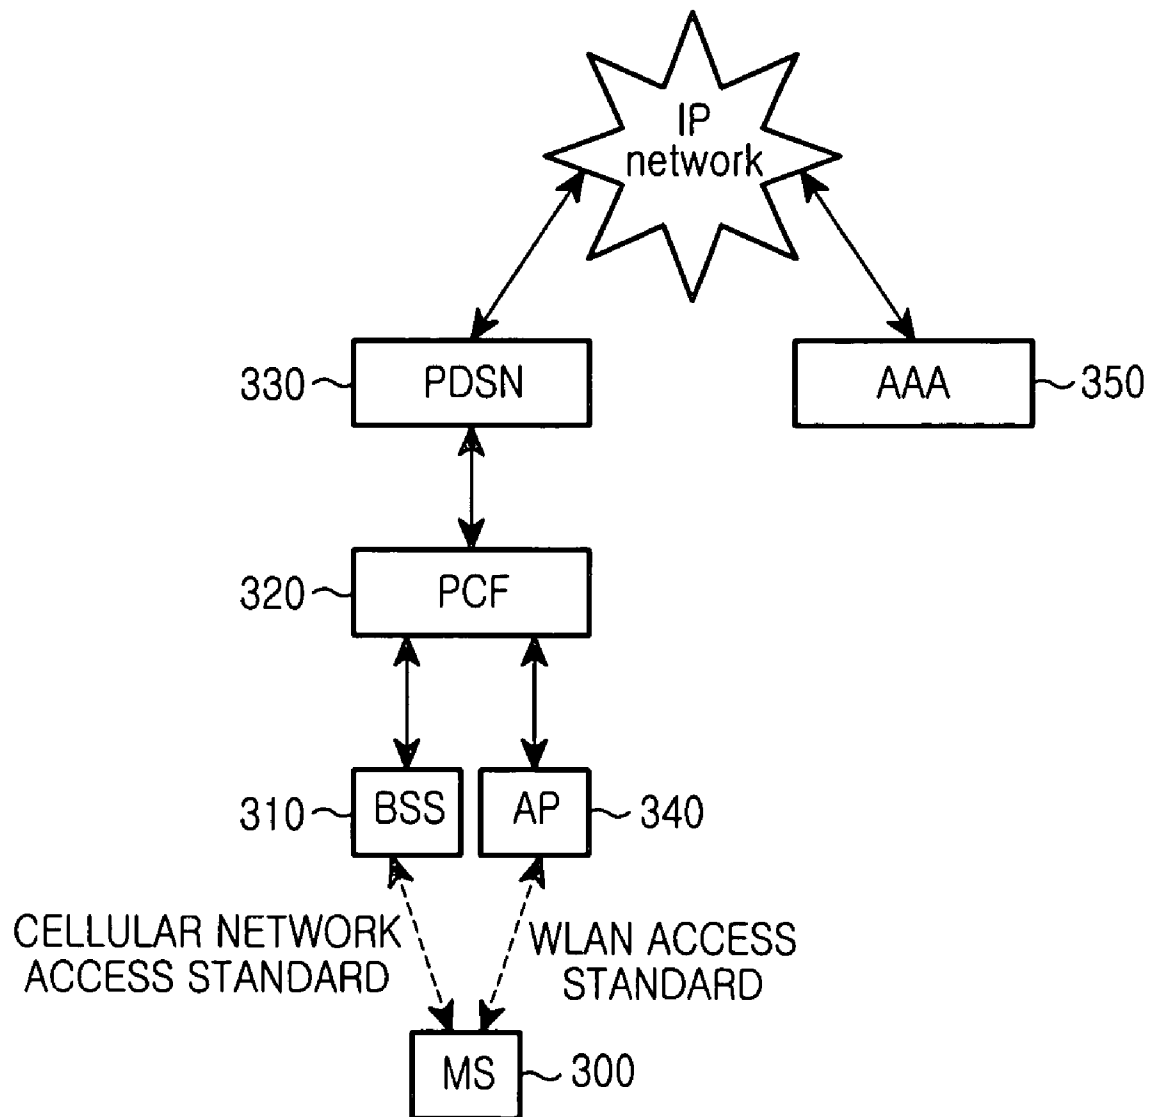 IP
network
330
PDSN
AAA
350
320
PCF
310
BSS
AP
340
CELLULAR NETWORK
ACCESS STANDARD
WLAN ACCESS
STANDARD
MS
300